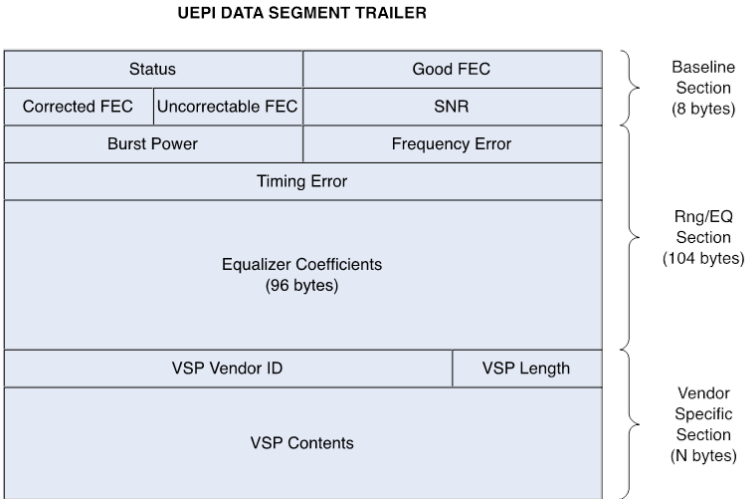 UEPI DATA SEGMENT TRAILER
Status
Good FEC
Corrected FEC
Uncorrectable FEC
SNR
Baseline
Section
(8 bytes)
Burst Power
Frequency Error
Timing Error
Equalizer Coefficients
(96 bytes)
Rng/EQ
Section
(104 bytes)
VSP Vendor ID
VSP Length
VSP Contents
Vendor
Specific
Section
(N bytes)